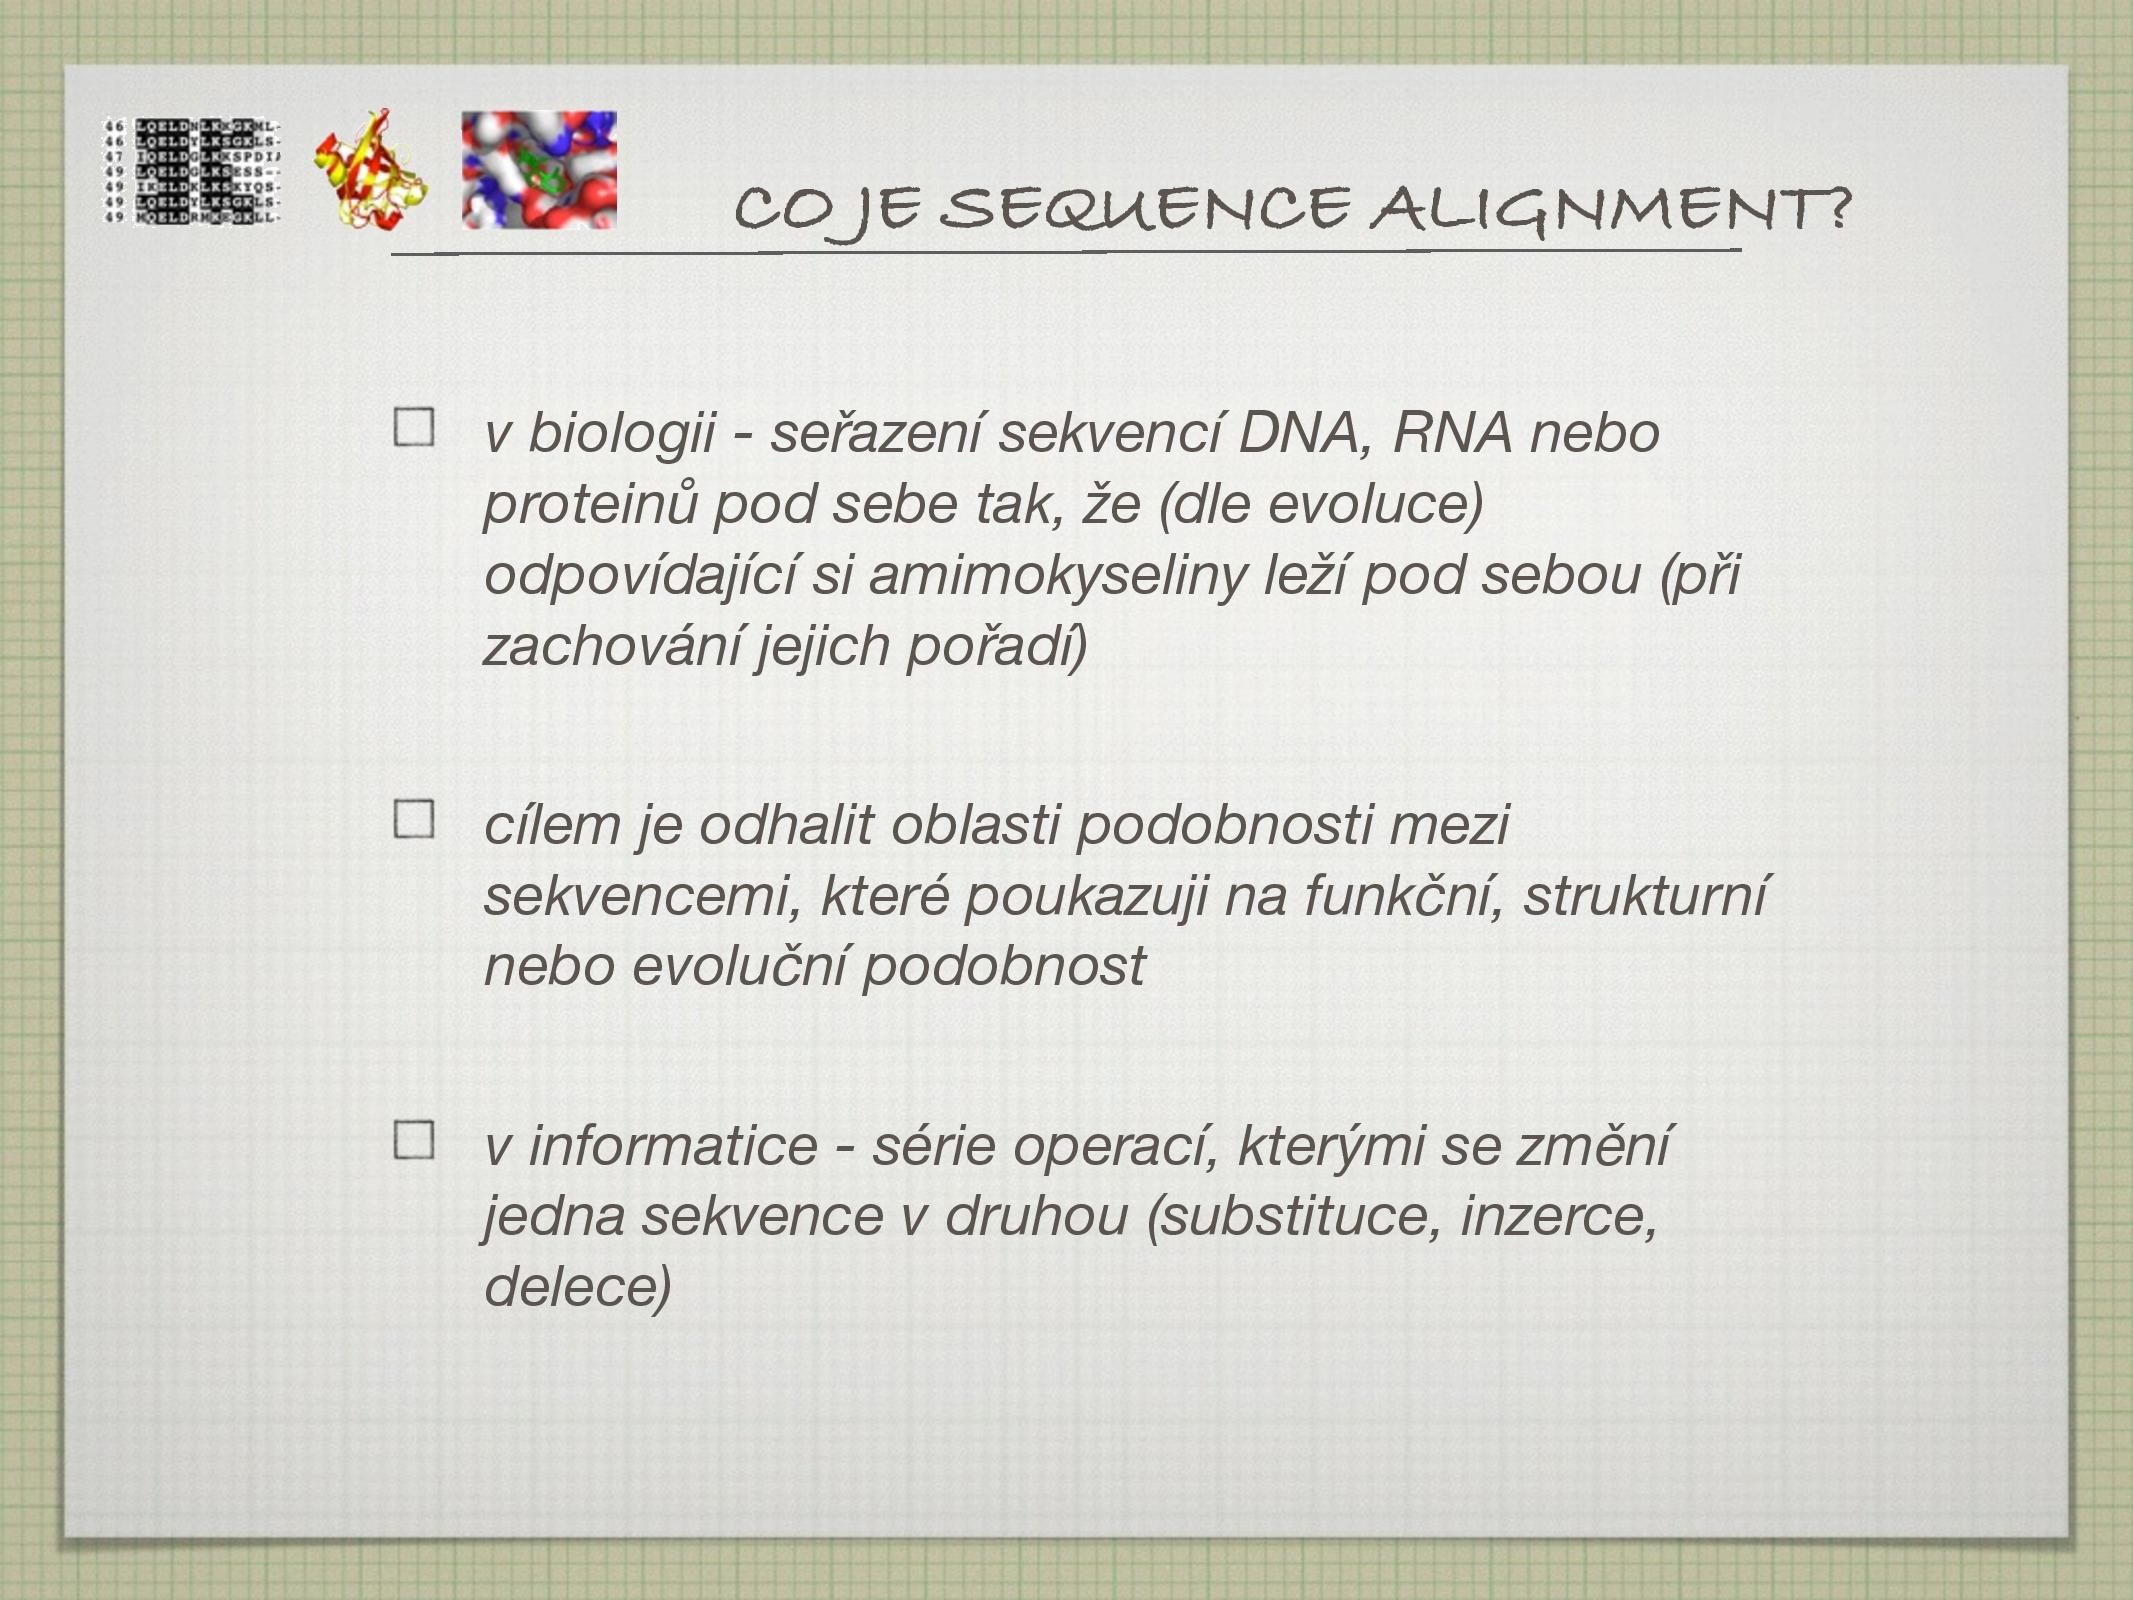 46 LQELDNLKKGKML-
46 LQELDYLKSGKLS-
47 IQELDGLKKSPDI
49 LQELDGLKSESS--
49 IKELDKLKSKYQS-
49 LQELDYLKSGKLS-
49 MQELDRMKEGKLL-
CO JE SEQUENCE ALIGNMENT?
v biologii - seřazení sekvencí DNA, RNA nebo
proteinů pod sebe tak, že (dle evoluce)
odpovídající si amimokyseliny leží pod sebou (při
zachování jejich pořadí)
cílem je odhalit oblasti podobnosti mezi
sekvencemi, které poukazuji na funkční, strukturní
nebo evoluční podobnost
v informatice - série operací, kterými se změní
jedna sekvence v druhou (substituce, inzerce,
delece)